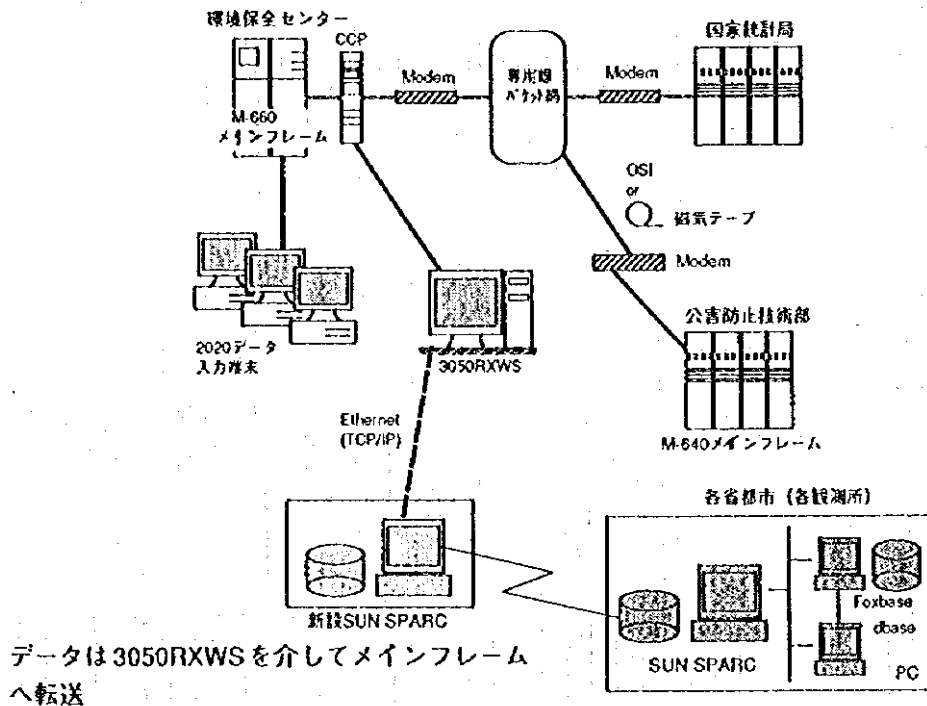 環境保全センター
CCP
国家統計局
Modem
専用線
パケット網
Modem
M-660
メインフレーム
OSI
or
磁気テープ
Modem
2020データ
入力端末
3050RXWS
公害防止技術部
Ethernet
(TCP/IP)
M-640メインフレーム
各省都市(各観測所)
新設SUN SPARC
Foxbase
dbase
SUN SPARC
PC
データは3050RXWSを介してメインフレーム
へ転送